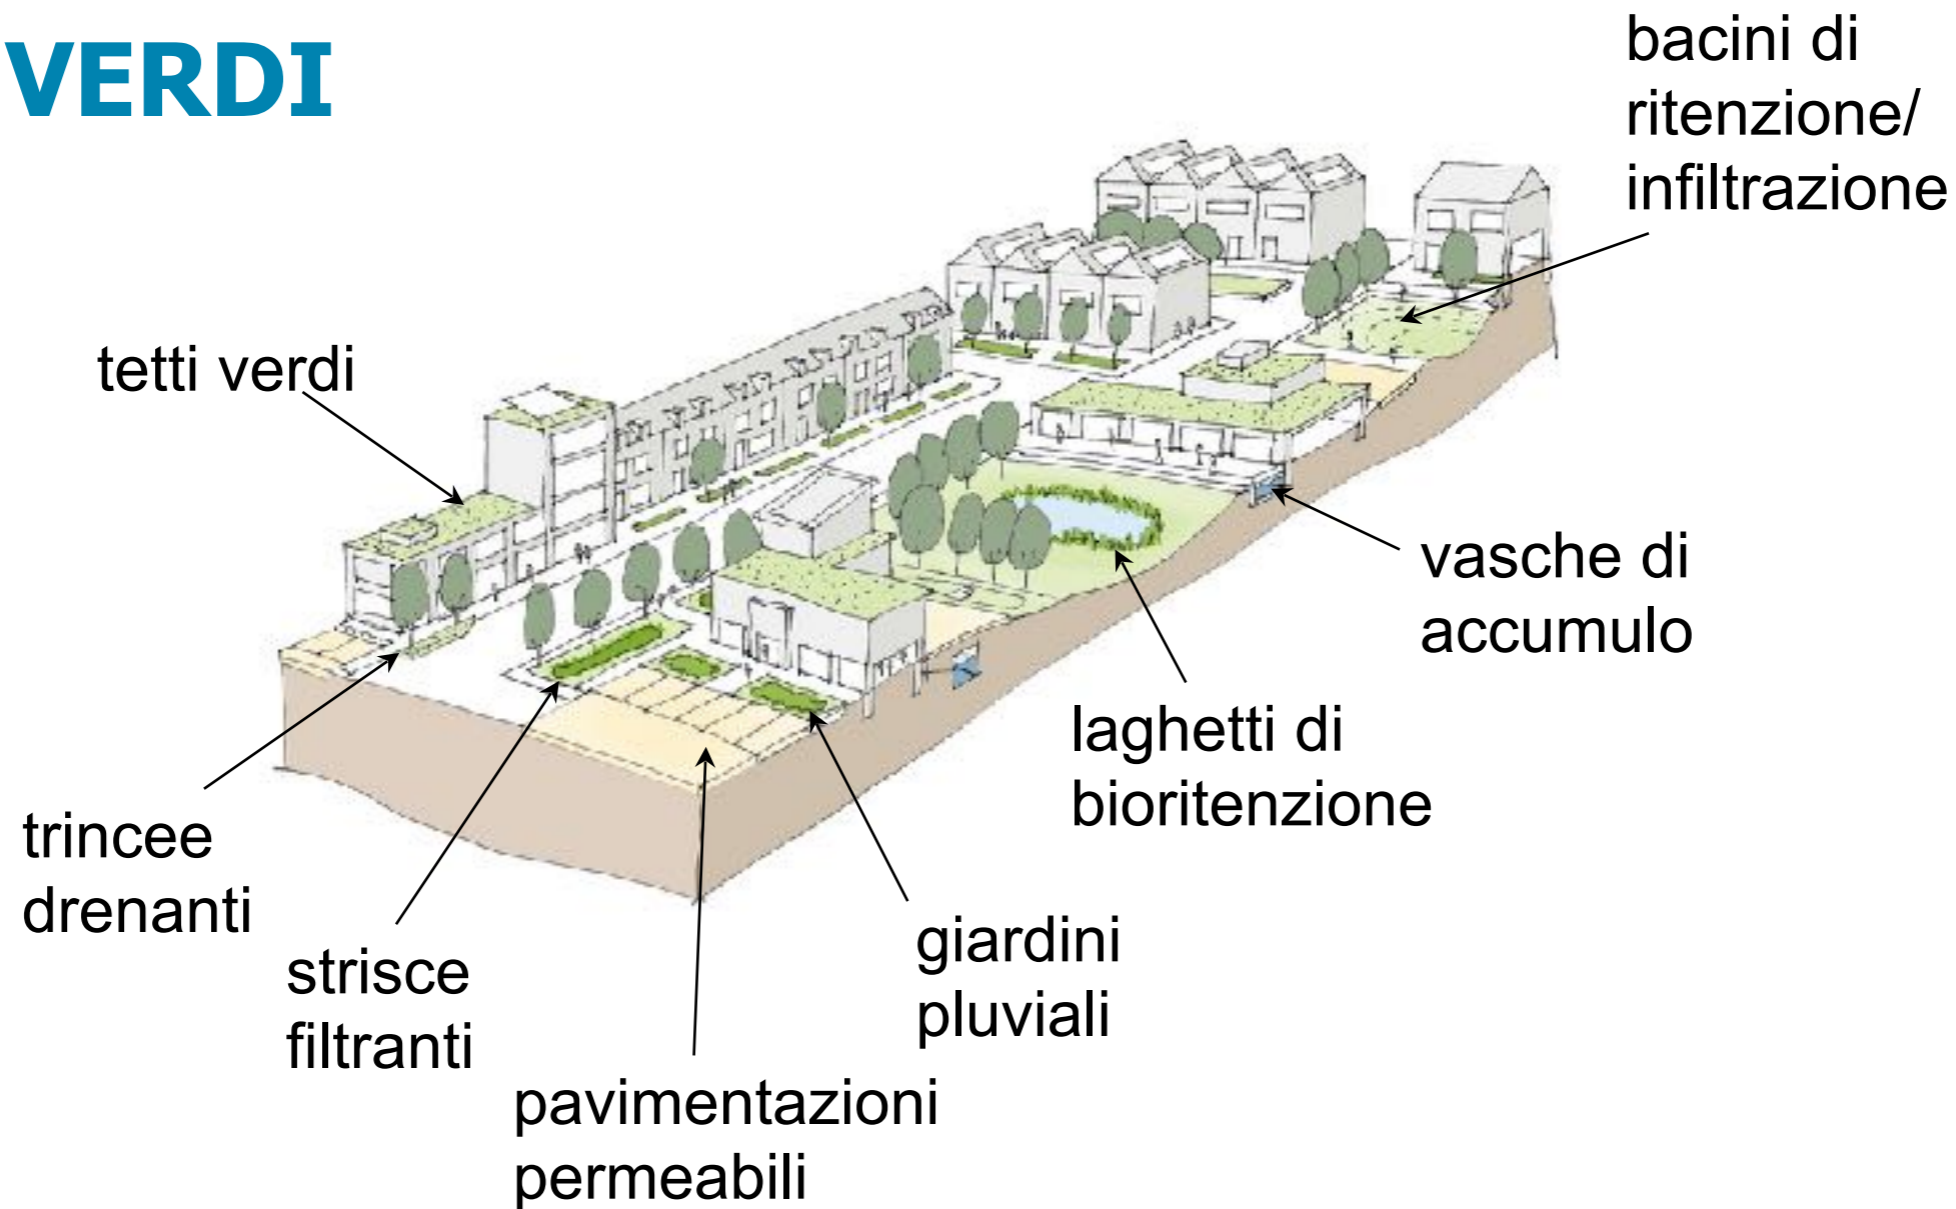 VERDI
bacini di
ritenzione/
infiltrazione
tetti verdi
vasche di
accumulo
laghetti di
bioritenzione
trincee
drenanti
strisce
filtranti
giardini
pluviali
pavimentazioni
permeabili